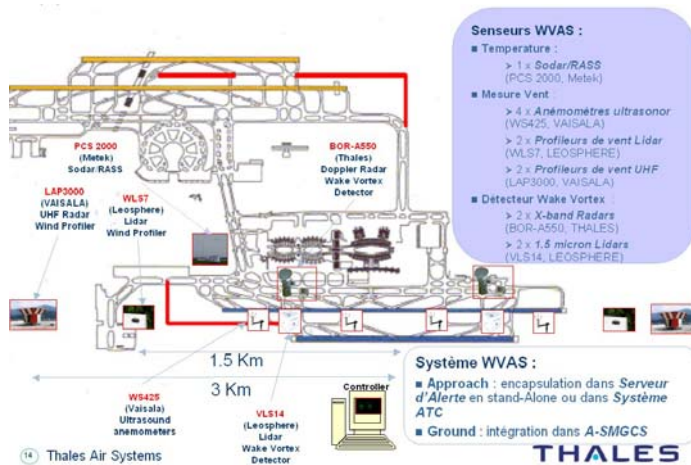 PCS 2000
(Metek)
Sodar/RASS
BOR-A550
(Thales)
Doppler Radar
Wake Vortex
Detector
LAP3000
(VAISALA)
UHF Radar
Wind Profiler
WLS7
(Leosphere)
Lidar
Wind Profiler
Senseurs WVAS :
■ Temperature :
➢ 1 x Sodar/RASS
(PCS 2000, Metek)
■ Mesure Vent :
➢ 4 x Anémomètres ultrasonor
(WS425, VAISALA)
➢ 2 x Profileurs de vent Lidar
(WLS7, LEOSPHERE)
➢ 2 x Profileurs de vent UHF
(LAP3000, VAISALA)
■ Détecteur Wake Vortex :
➢ 2 x X-band Radars
(BOR-A550, THALES)
➢ 2 x 1.5 micron Lidars
(VLS14, LEOSPHERE)
1.5 Km
3 Km
WS425
(Vaisala)
Ultrasound
anemometers
VLS14
(Leosphere)
Lidar
Wake Vortex
Detector
Controller
Système WVAS :
■ Approach : encapsulation dans Serveur
d'Alerte en stand-Alone ou dans Système
ATC
■ Ground : intégration dans A-SMGCS
14 Thales Air Systems
THALES